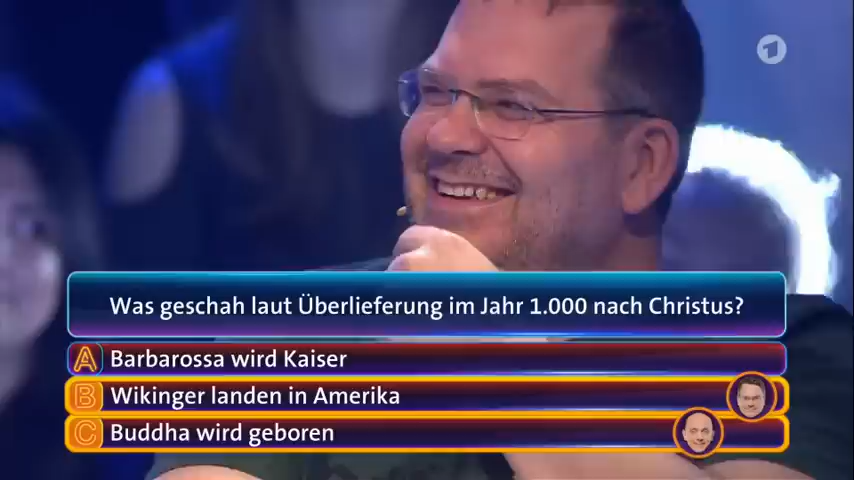 1
Was geschah laut Überlieferung im Jahr 1.000 nach Christus?
A Barbarossa wird Kaiser
B Wikinger landen in Amerika
C Buddha wird geboren